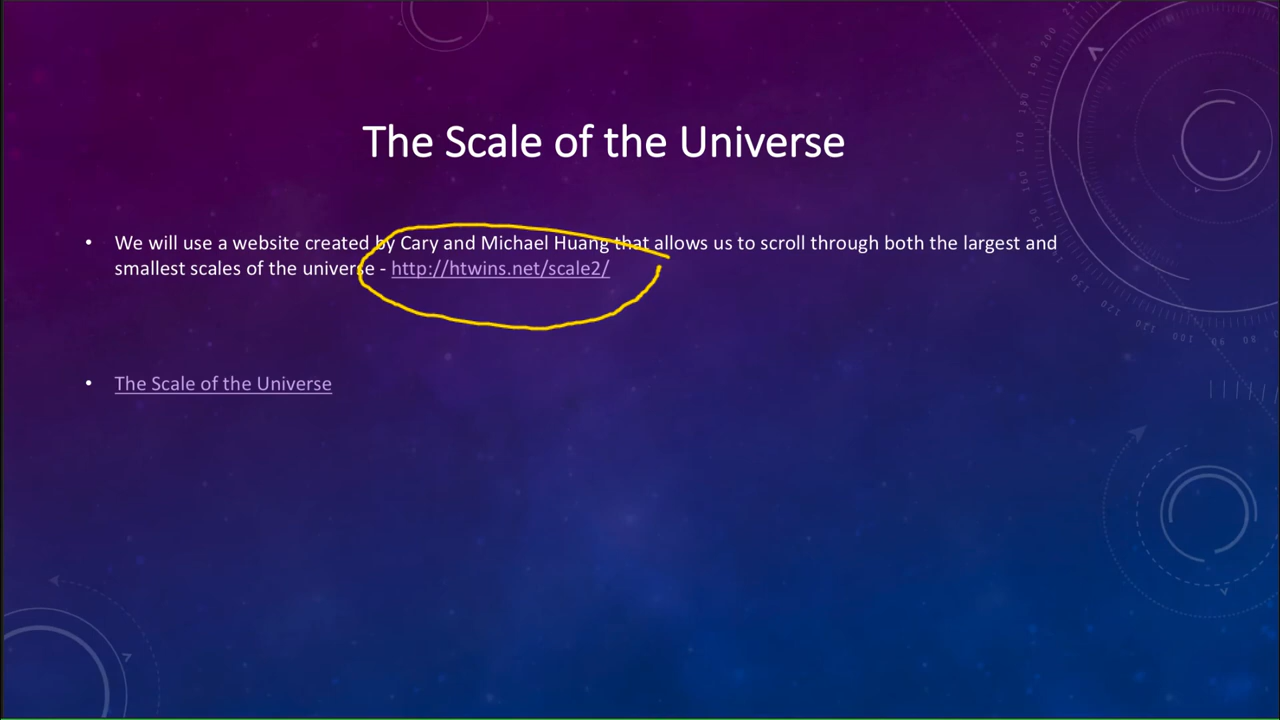 The Scale of the Universe
• We will use a website created by Cary and Michael Huang that allows us to scroll through both the largest and
smallest scales of the universe - http://htwins.net/scale2/
• The Scale of the Universe